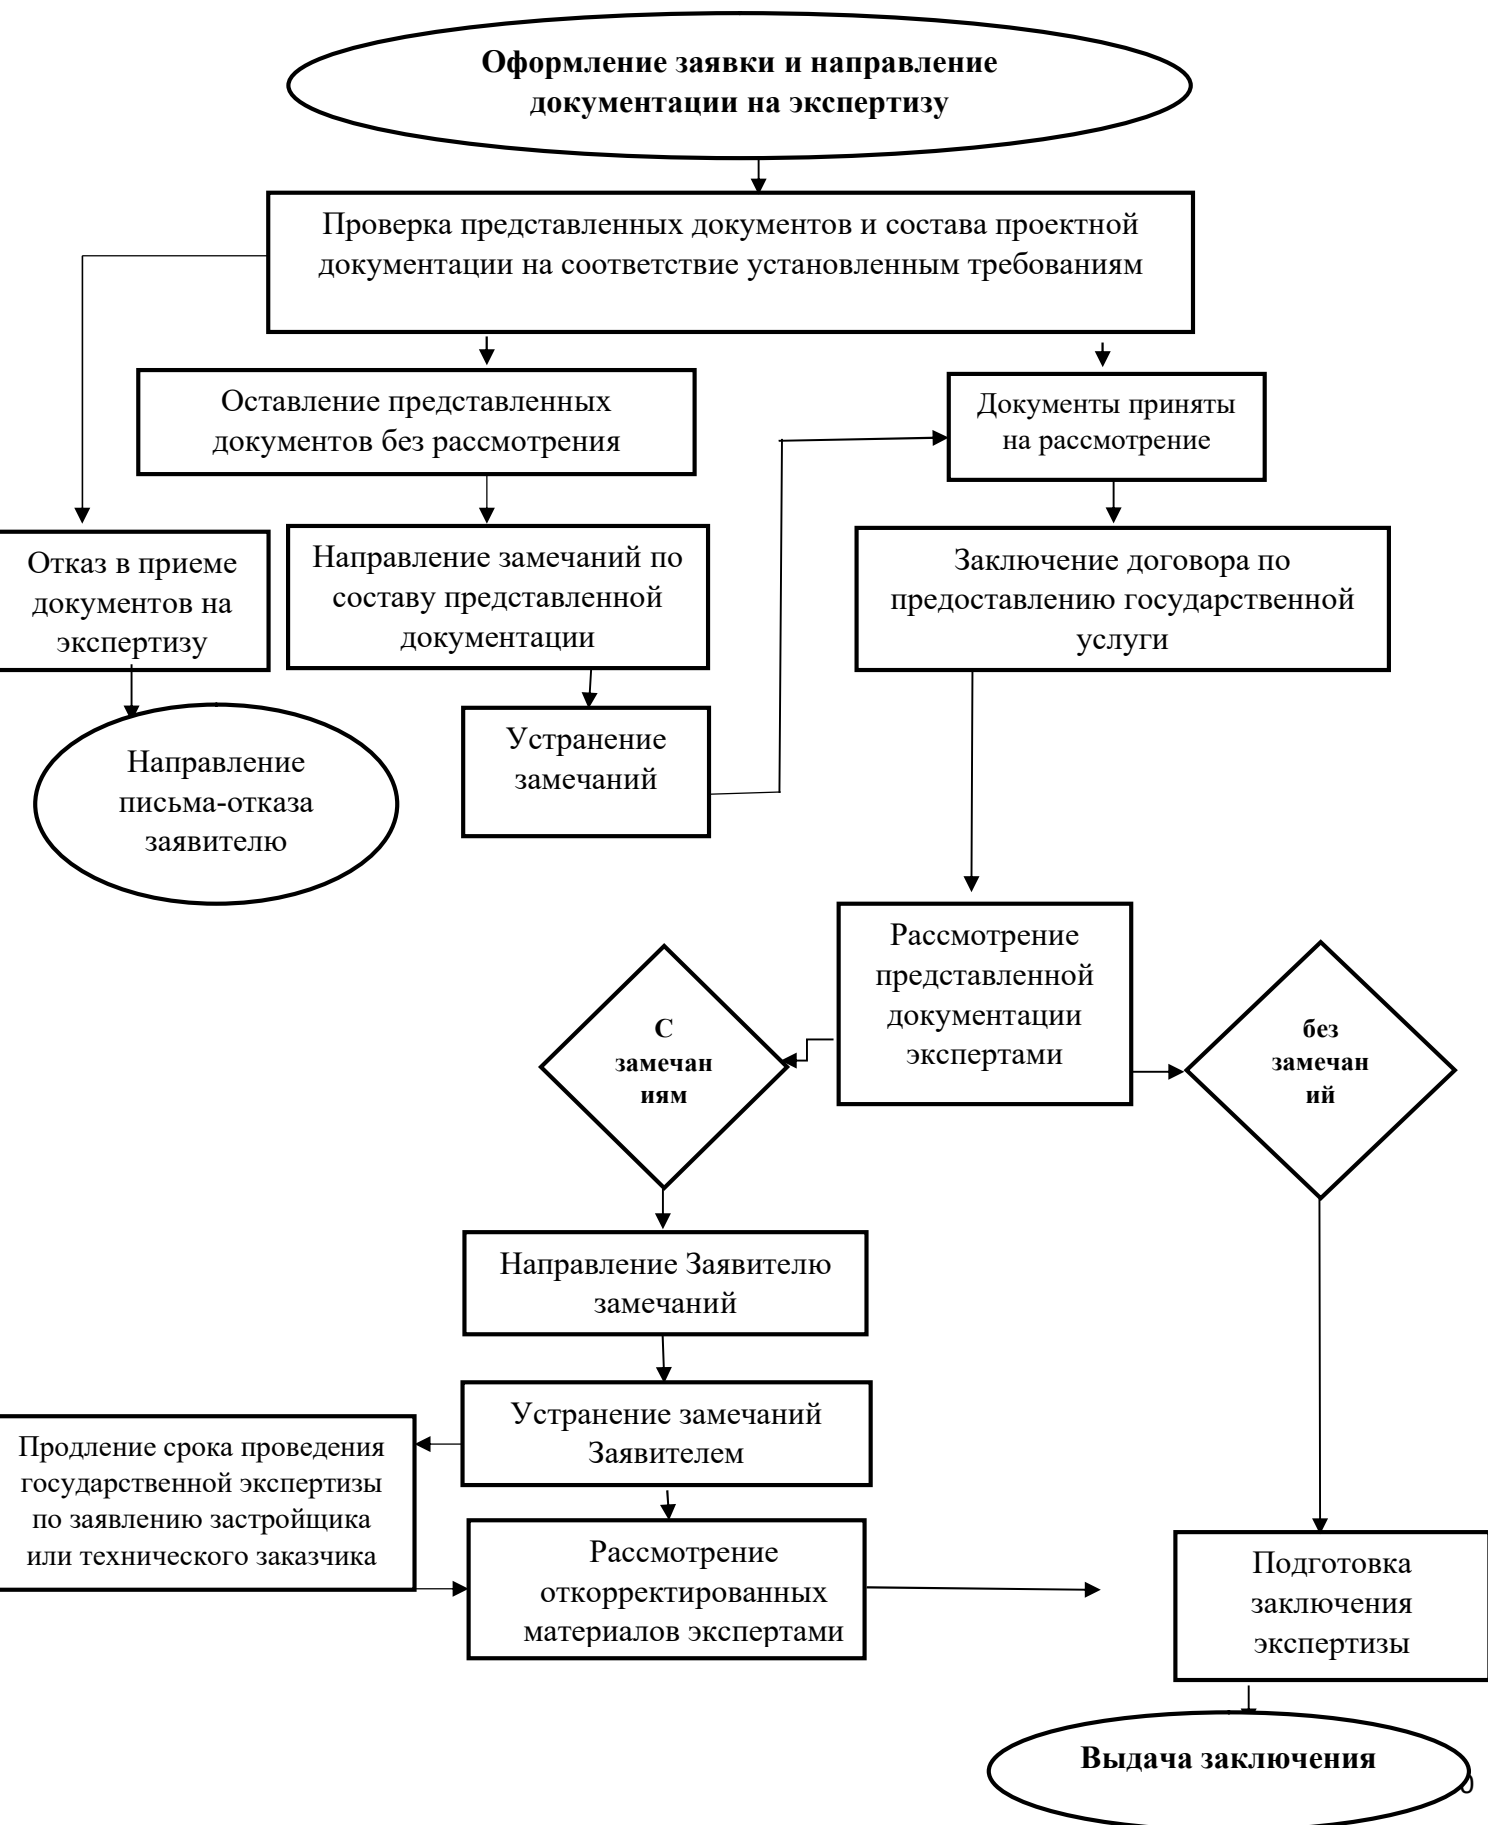 Оформление заявки и направление
документации на экспертизу
Проверка представленных документов и состава проектной
документации на соответствие установленным требованиям
Оставление представленных
документов без рассмотрения
Документы приняты
на рассмотрение
Отказ в приеме
документов на
экспертизу
Направление замечаний по
составу представленной
документации
Заключение договора по
предоставлению государственной
услуги
Устранение
замечаний
Направление
письма-отказа
заявителю
Рассмотрение
представленной
документации
экспертами
С
замечан
иям
без
замечан
ий
Направление Заявителю
замечаний
Устранение замечаний
Заявителем
Продление срока проведения
государственной экспертизы
по заявлению застройщика
или технического заказчика
Рассмотрение
откорректированных
материалов экспертами
Подготовка
заключения
экспертизы
Выдача заключения